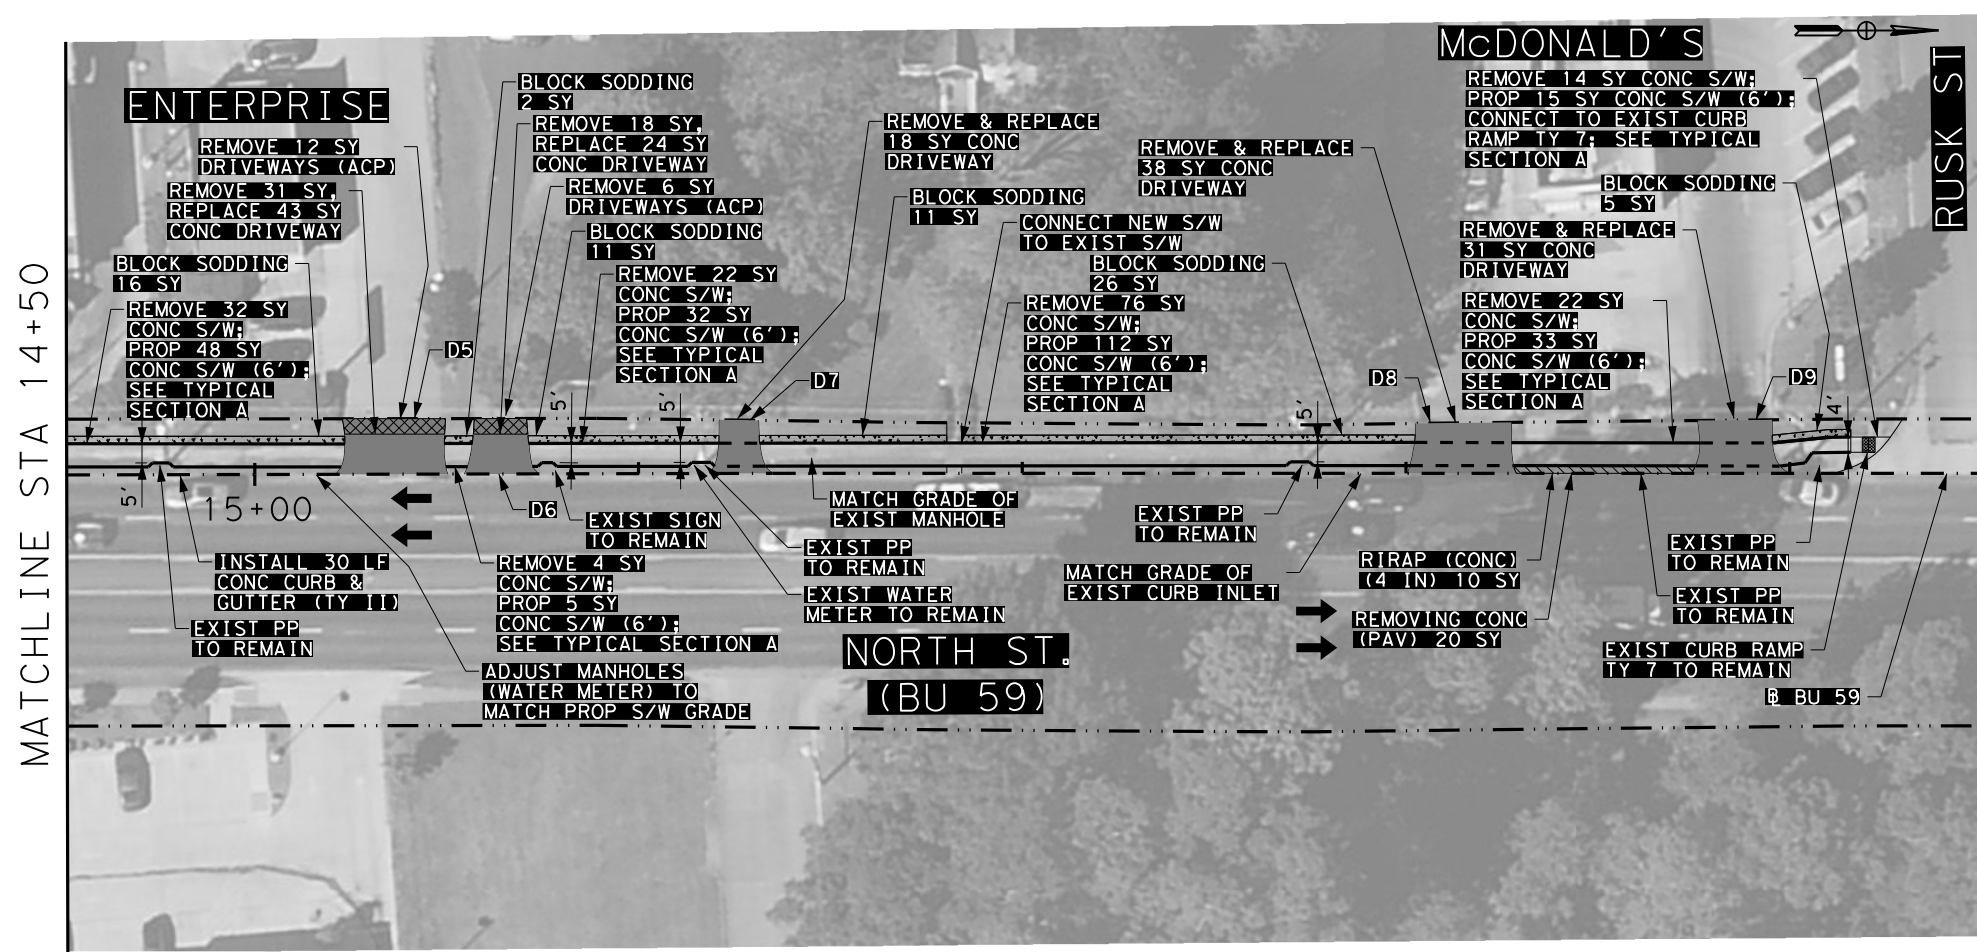 MATCHLINE STA 14+50
ENTERPRISE
REMOVE 12 SY
DRIVEWAYS (ACP)
REMOVE 31 SY,
REPLACE 43 SY
CONC DRIVEWAY
BLOCK SODDING
16 SY
REMOVE 32 SY
CONC S/W;
PROP 48 SY
CONC S/W (6');
SEE TYPICAL
SECTION A
D5
BLOCK SODDING
2 SY
REMOVE 18 SY,
REPLACE 24 SY
CONC DRIVEWAY
REMOVE 6 SY
DRIVEWAYS (ACP)
BLOCK SODDING
11 SY
REMOVE 22 SY
CONC S/W;
PROP 32 SY
CONC S/W (6');
SEE TYPICAL
SECTION A
5'
5'
REMOVE & REPLACE
18 SY CONC
DRIVEWAY
D7
BLOCK SODDING
11 SY
CONNECT NEW S/W
TO EXIST S/W
BLOCK SODDING
26 SY
REMOVE 76 SY
CONC S/W;
PROP 112 SY
CONC S/W (6');
SEE TYPICAL
SECTION A
REMOVE & REPLACE
38 SY CONC
DRIVEWAY
5'
D8
McDONALD'S
REMOVE 14 SY CONC S/W;
PROP 15 SY CONC S/W (6');
CONNECT TO EXIST CURB
RAMP TY 7; SEE TYPICAL
SECTION A
BLOCK SODDING
5 SY
REMOVE & REPLACE
31 SY CONC
DRIVEWAY
REMOVE 22 SY
CONC S/W;
PROP 33 SY
CONC S/W (6');
SEE TYPICAL
SECTION A
D9
4'
RUSK ST
5'
15+00
INSTALL 30 LF
CONC CURB &
GUTTER (TY II)
EXIST PP
TO REMAIN
D6
EXIST SIGN
TO REMAIN
REMOVE 4 SY
CONC S/W;
PROP 5 SY
CONC S/W (6');
SEE TYPICAL SECTION A
ADJUST MANHOLES
(WATER METER) TO
MATCH PROP S/W GRADE
MATCH GRADE OF
EXIST MANHOLE
EXIST PP
TO REMAIN
EXIST WATER
METER TO REMAIN
NORTH ST.
(BU 59)
EXIST PP
TO REMAIN
MATCH GRADE OF
EXIST CURB INLET
RIRAP (CONC)
(4 IN) 10 SY
REMOVING CONC
(PAV) 20 SY
EXIST PP
TO REMAIN
EXIST PP
TO REMAIN
EXIST CURB RAMP
TY 7 TO REMAIN
BU 59